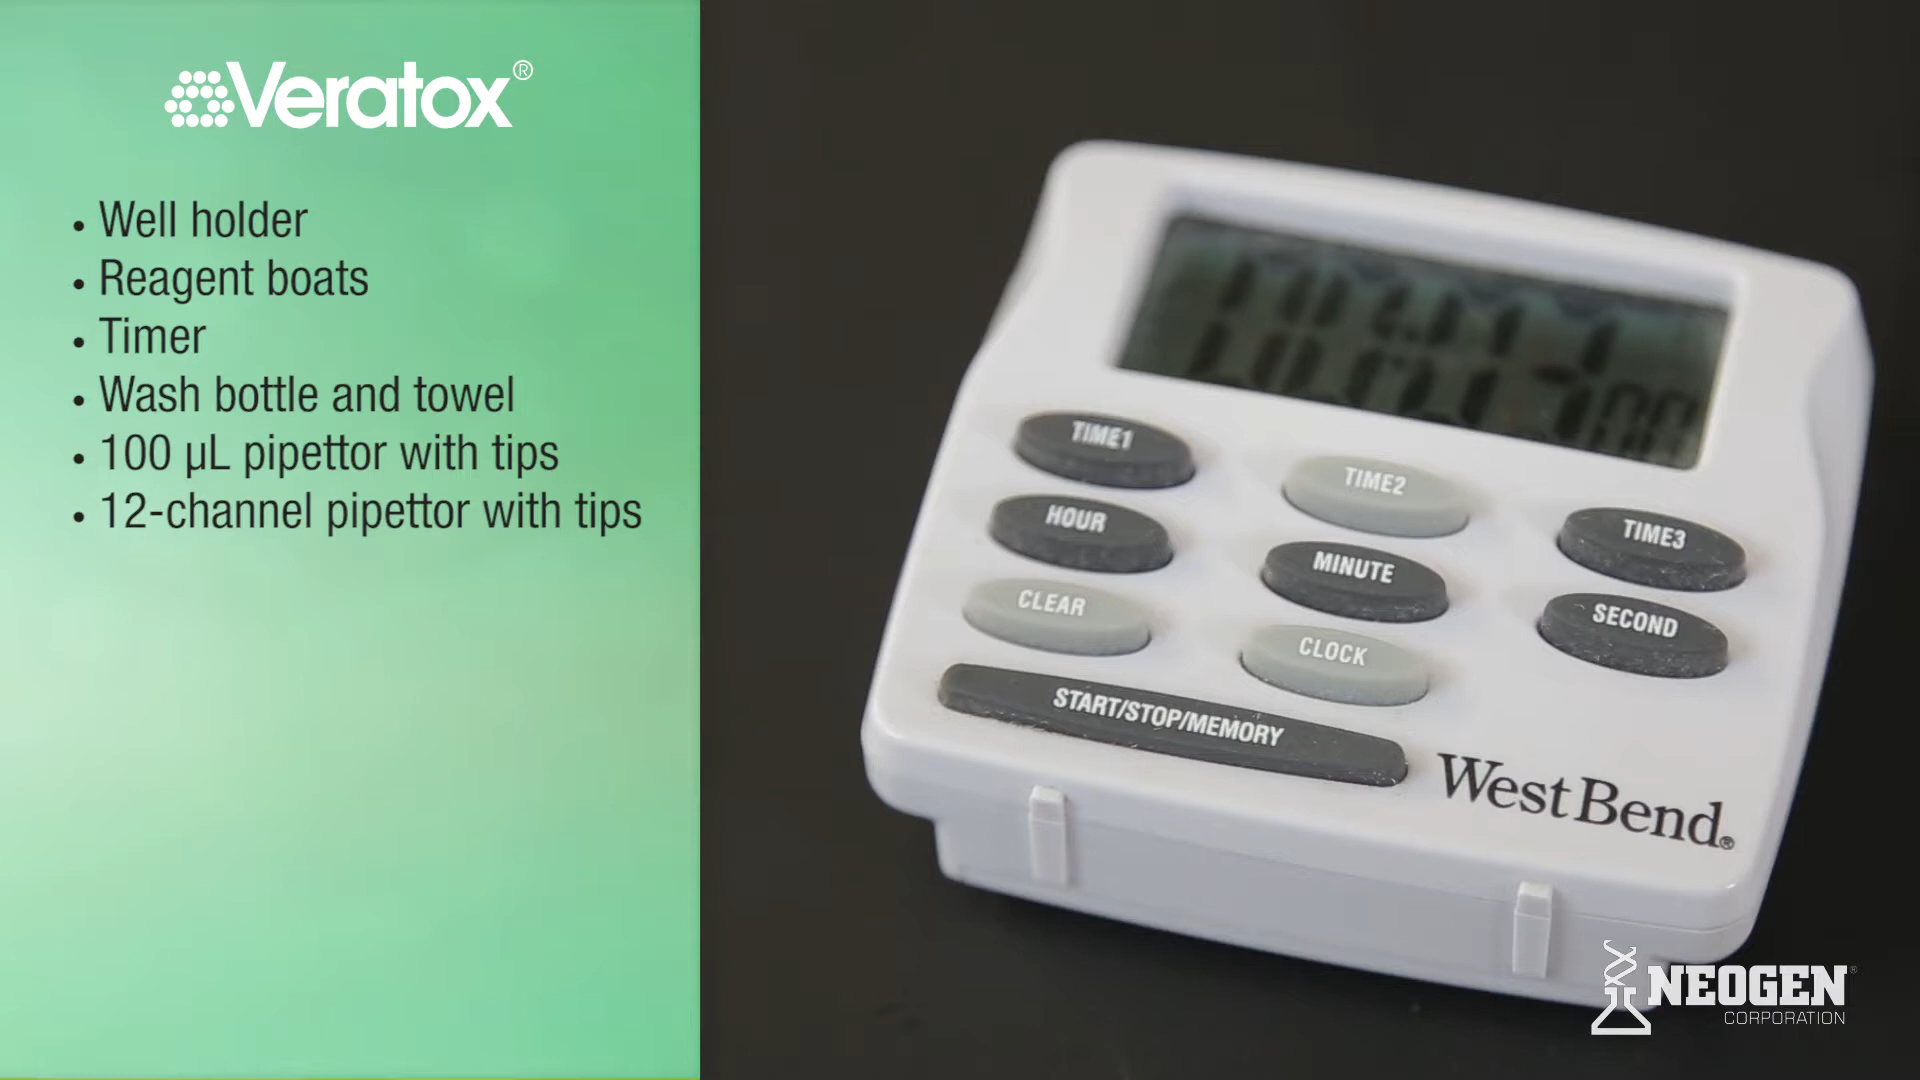 Veratox®
• Well holder
• Reagent boats
• Timer
• Wash bottle and towel
• 100 µL pipettor with tips
• 12-channel pipettor with tips
TIME1
TIME2
TIME3
HOUR
MINUTE
SECOND
CLEAR
CLOCK
START/STOP/MEMORY
West Bend®
NEOGEN®
CORPORATION